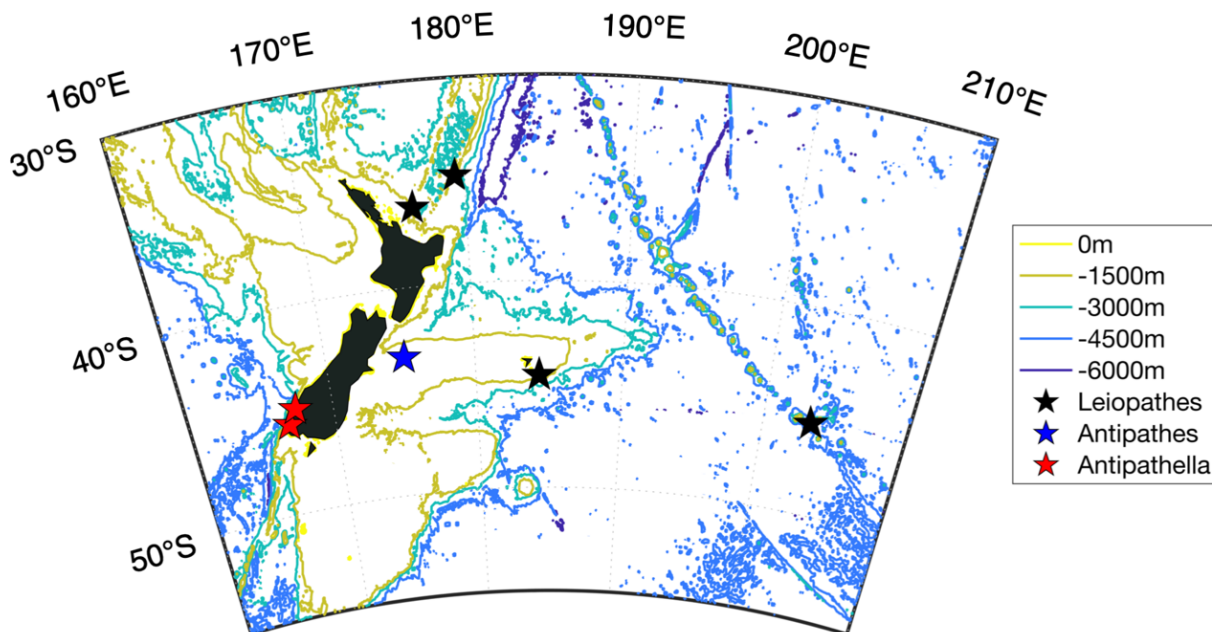 160°E
170°E
180°E
190°E
200°E
210°E
30°S
40°S
50°S
0m
-1500m
-3000m
-4500m
-6000m
Leiopathes
Antipathes
Antipathella